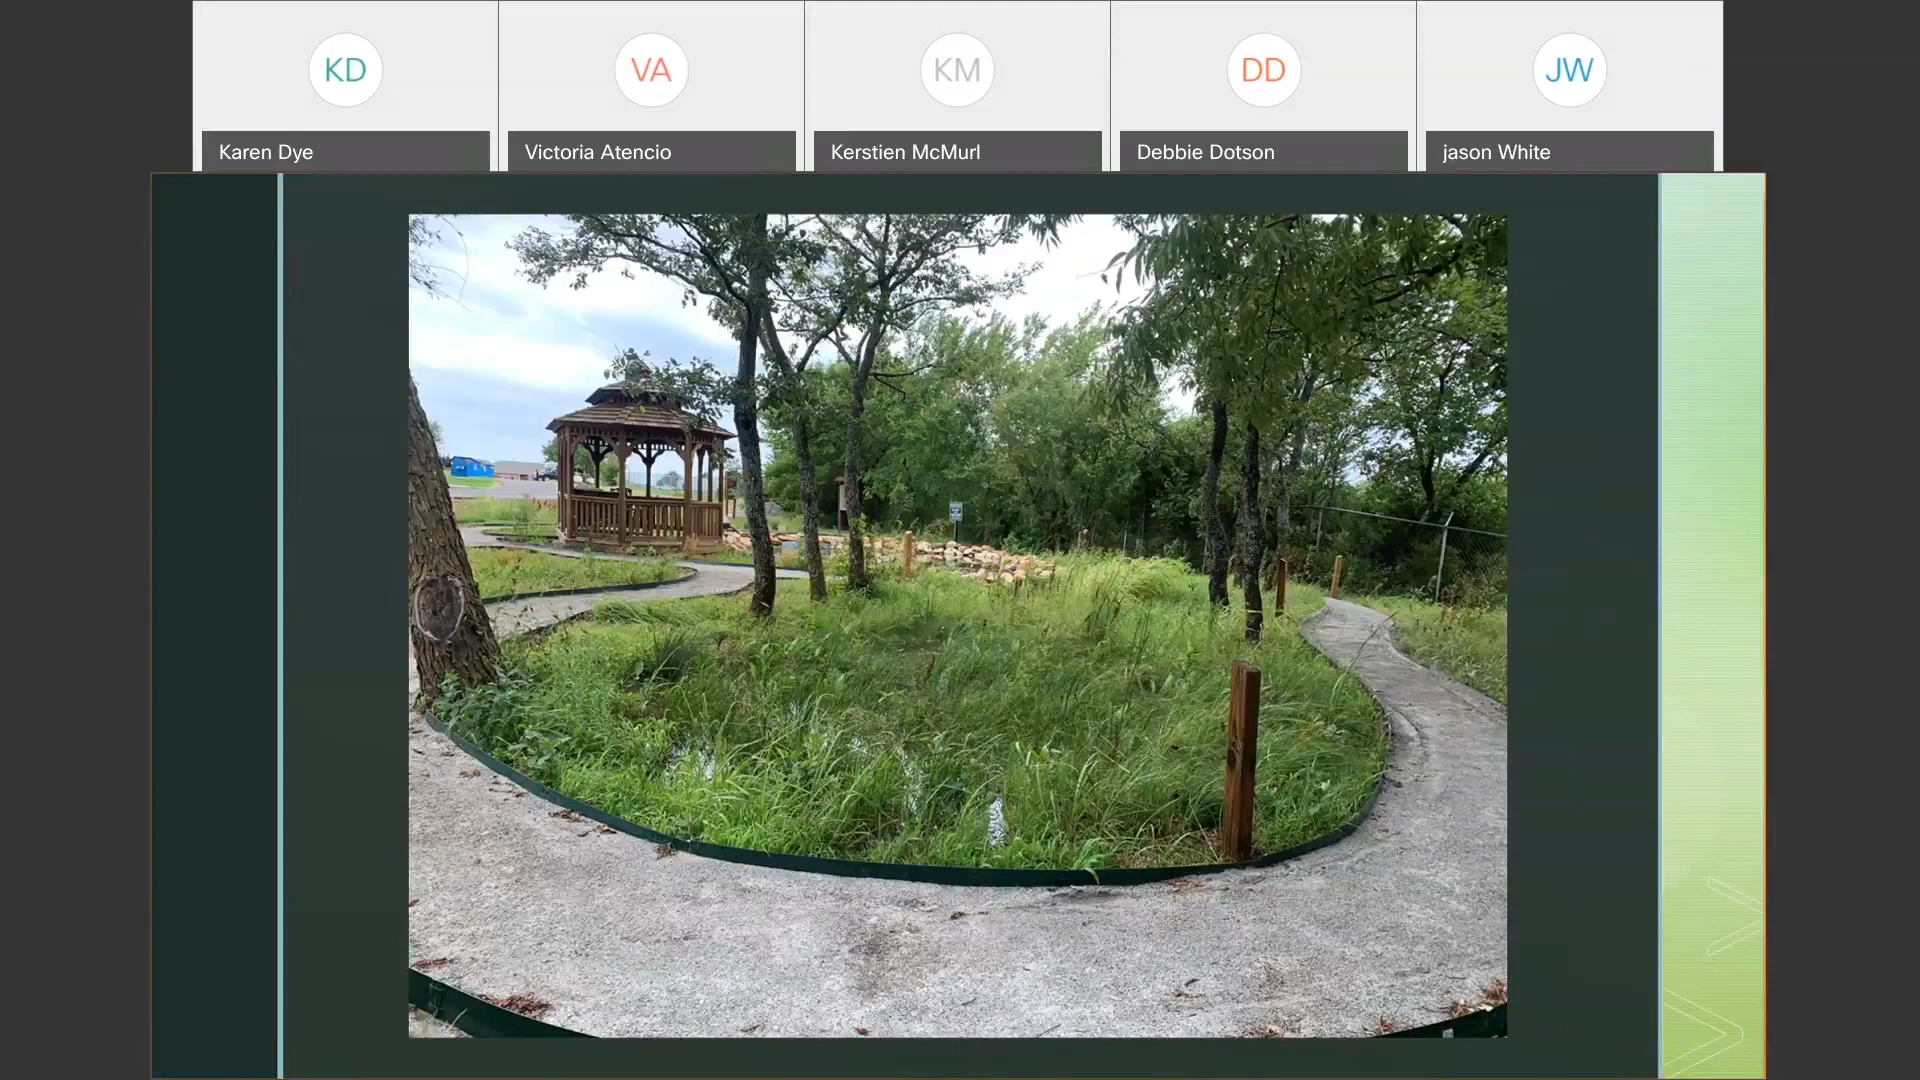 KD
VA
KM
DD
JW
Karen Dye
Victoria Atencio
Kerstien McMurl
Debbie Dotson
jason White